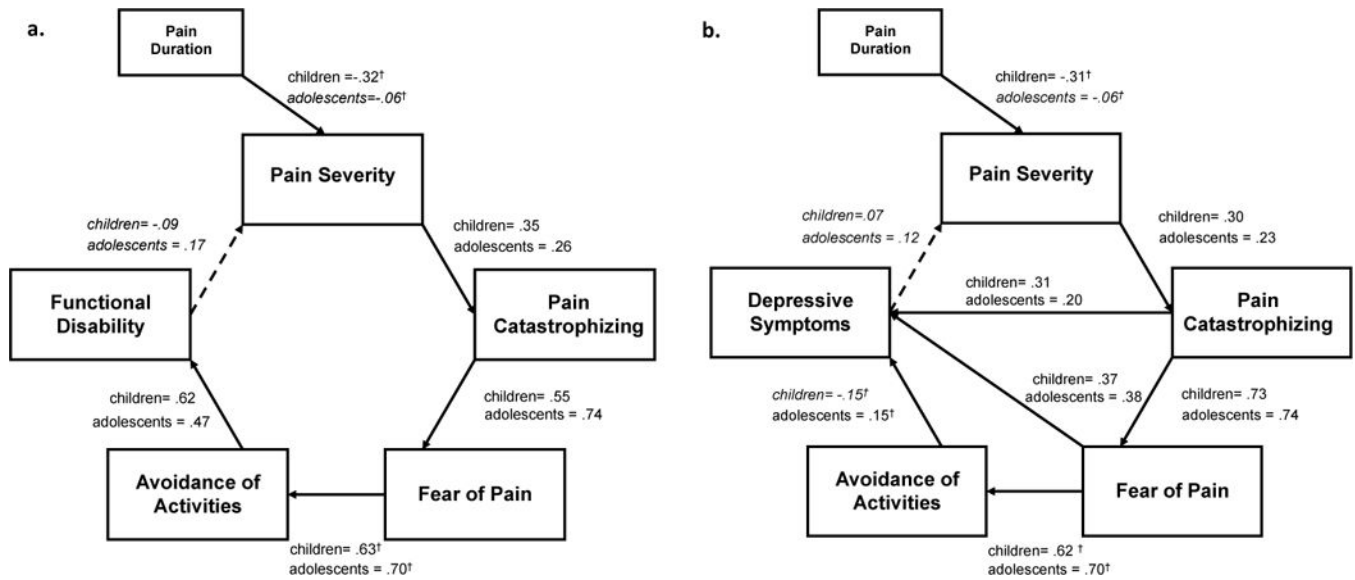 a.
Pain
Duration
children =-.32†
adolescents=-.06†
Pain Severity
children= -.09
adolescents = .17
children= .35
adolescents = .26
Functional
Disability
Pain
Catastrophizing
children= .62
adolescents = .47
children= .55
adolescents = .74
Avoidance of
Activities
Fear of Pain
children= .63†
adolescents = .70†
b.
Pain
Duration
children= -.31†
adolescents = -.06†
Pain Severity
children=.07
adolescents = .12
children= .30
adolescents = .23
Depressive
Symptoms
children= .31
adolescents = .20
Pain
Catastrophizing
children= -.15†
adolescents = .15†
children= .37
adolescents = .38
children= .73
adolescents = .74
Avoidance of
Activities
Fear of Pain
children= .62 †
adolescents = .70†